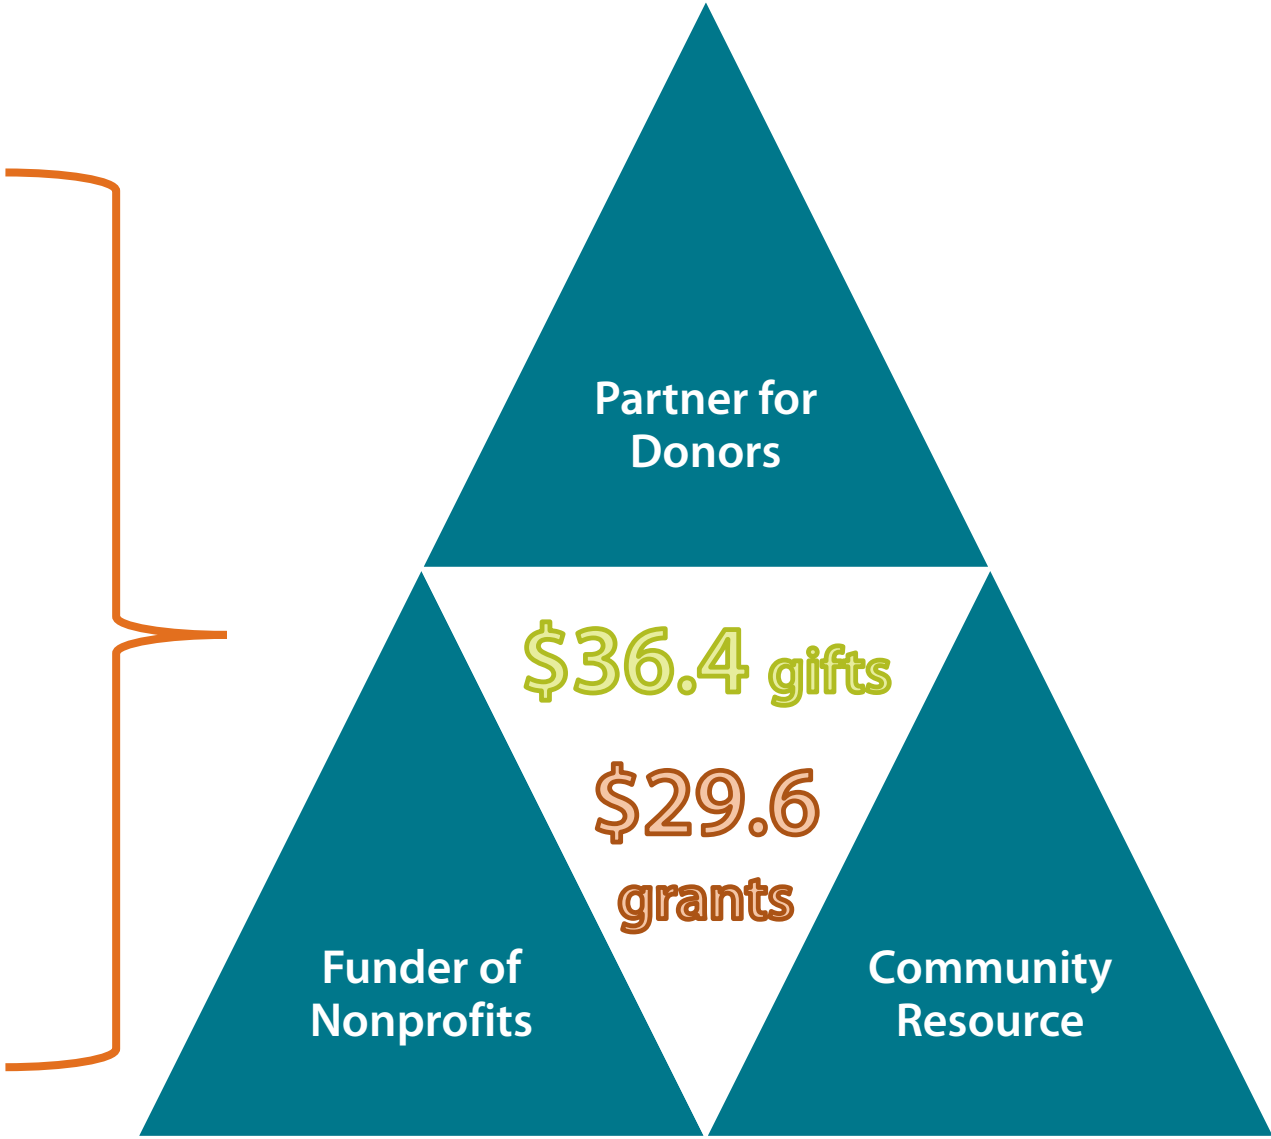 Partner for
Donors
$36.4 gifts
$29.6
grants
Funder of
Nonprofits
Community
Resource